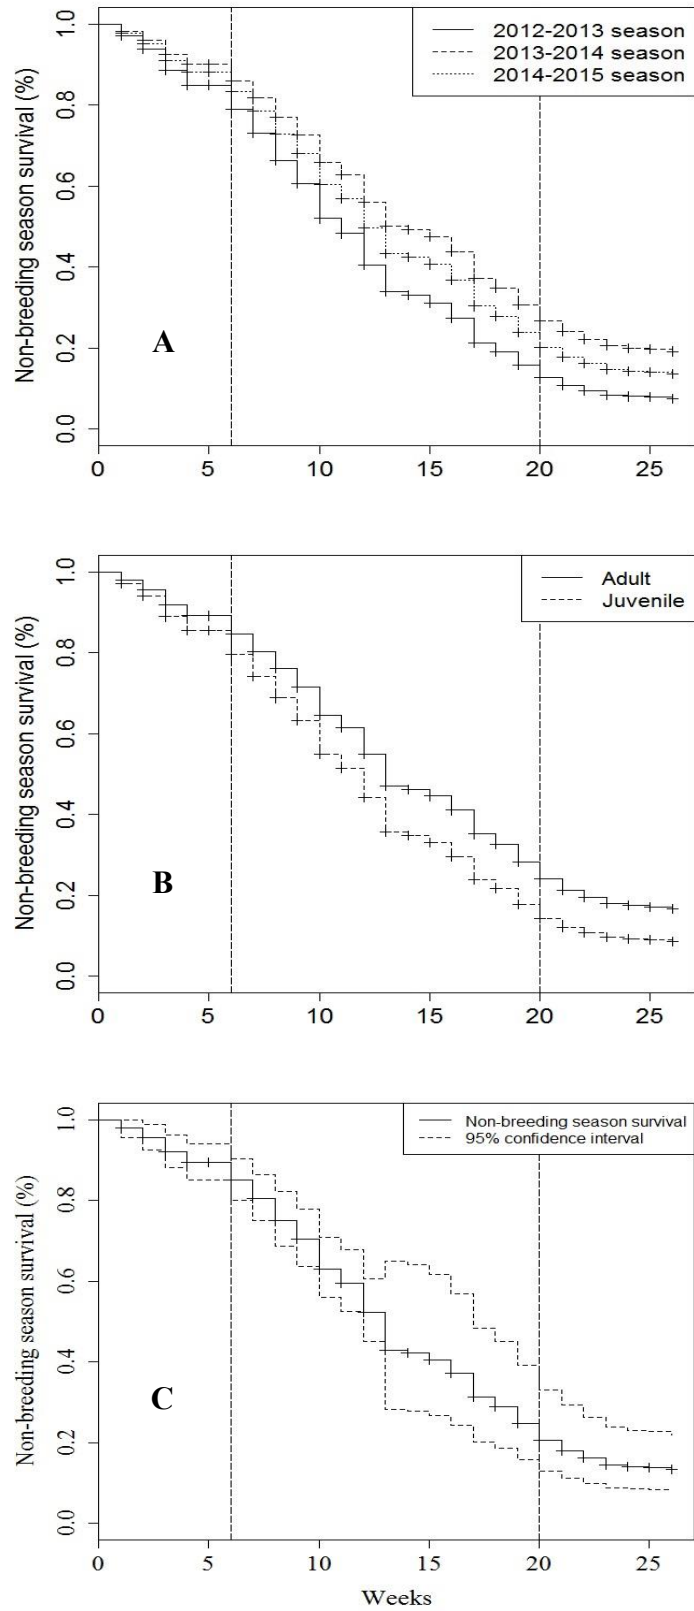 Non-breeding season survival (%)
1.0
0.8
0.6
0.4
0.2
0.0
2012-2013 season
2013-2014 season
2014-2015 season
A
0 5 10 15 20 25
Non-breeding season survival (%)
1.0
0.8
0.6
0.4
0.2
0.0
Adult
Juvenile
B
0 5 10 15 20 25
Non-breeding season survival (%)
1.0
0.8
0.6
0.4
0.2
0.0
Non-breeding season survival
95% confidence interval
C
0 5 10 15 20 25
Weeks